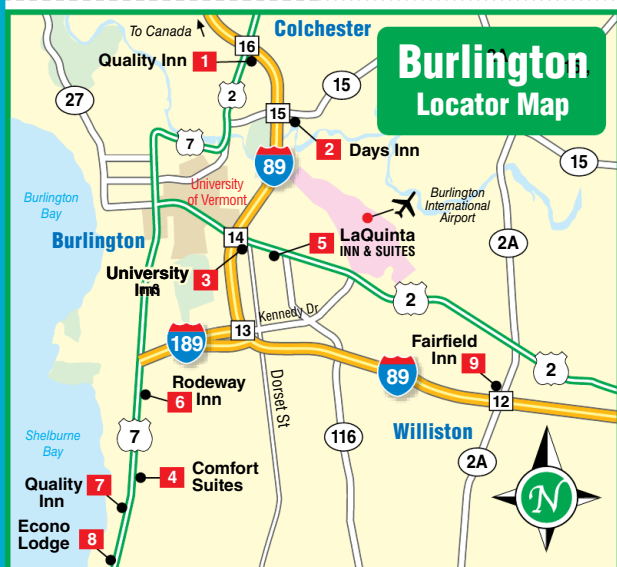 To Canada
Colchester
16
Quality Inn 1
Burlington
Locator Map
2A
15
27
2
15
15
7
2 Days Inn
89
15
University
of Vermont
Burlington
Bay
Burlington
International
Airport
Burlington
14
5 LaQuinta
INN & SUITES
2A
University
Inn
3
2
Kennedy Dr
13
189
Fairfield
Inn 9
2
89
12
Rodeway
6 Inn
Dorset St
Williston
7
116
Shelburne
Bay
2A
4 Comfort
Suites
Quality
Inn 7
N
Econo
Lodge 8